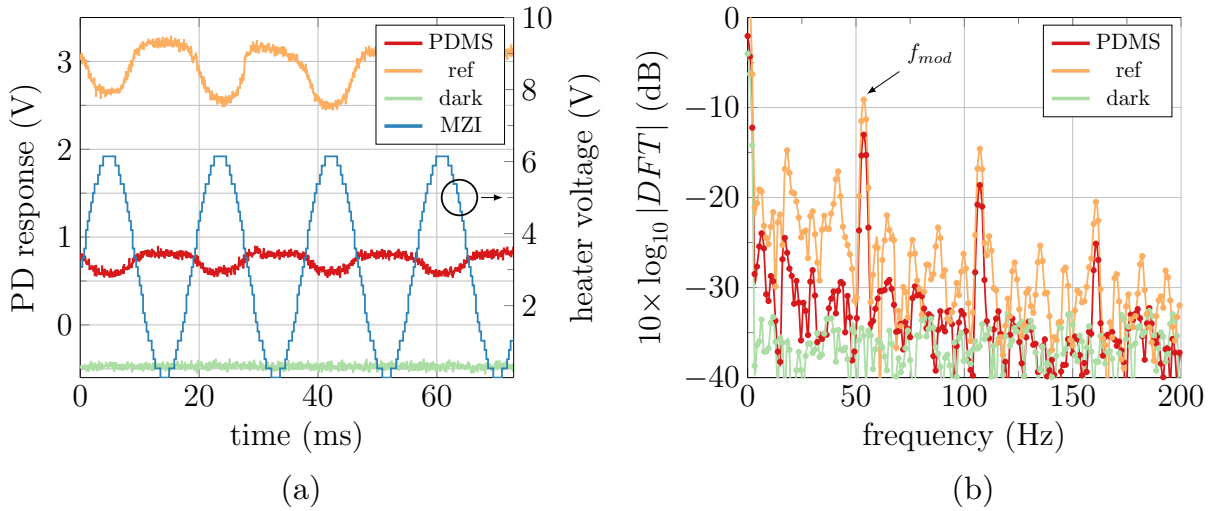 PDMS
ref
dark
MZI
0
1
2
3
PD response (V)
0
20
40
60
time (ms)
2
4
6
8
10
heater voltage (V)
(a)
PDMS
ref
dark
f_mod
0
−10
−20
−30
−40
10× log₁₀ |DFT| (dB)
0
50
100
150
200
frequency (Hz)
(b)